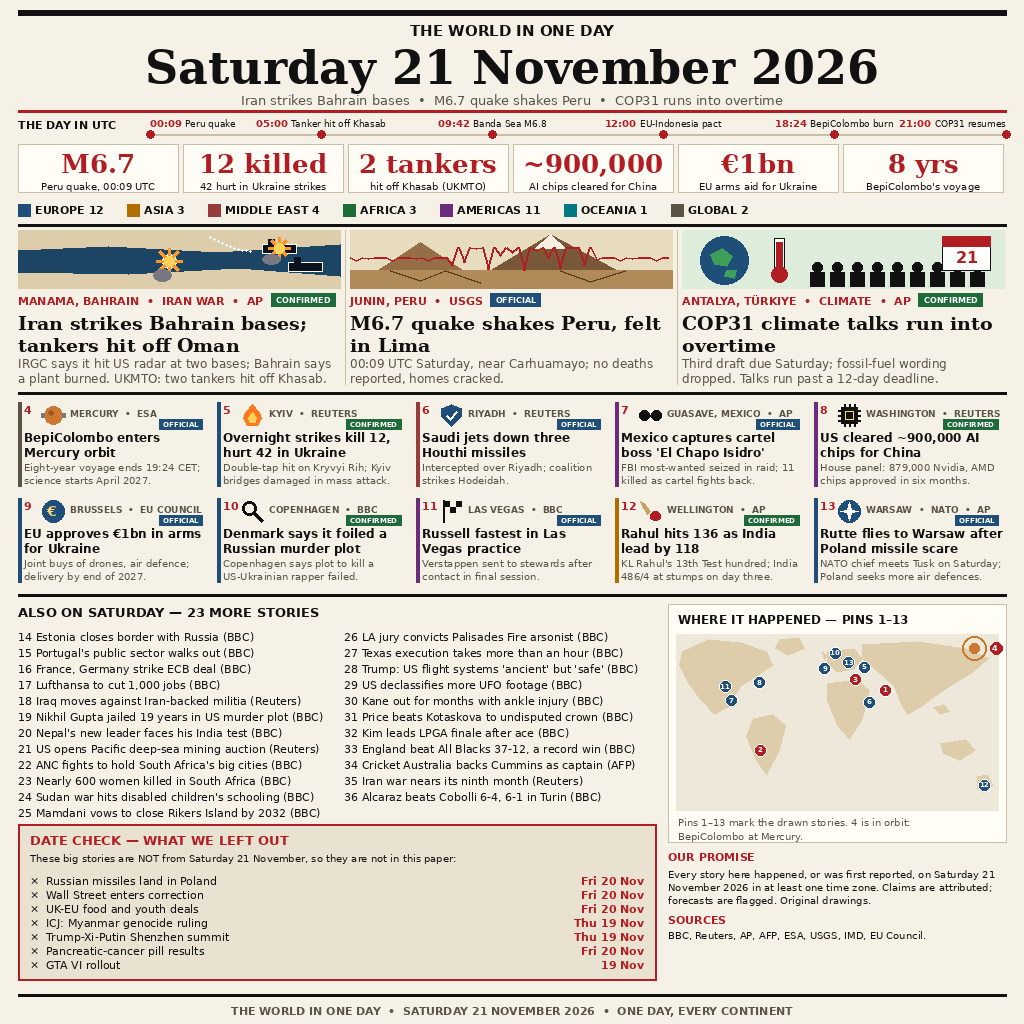 THE WORLD IN ONE DAY
Saturday 21 November 2026
Iran strikes Bahrain bases • M6.7 quake shakes Peru • COP31 runs into overtime
THE DAY IN UTC
00:09 Peru quake
05:00 Tanker hit off Khasab
09:42 Banda Sea M6.8
12:00 EU-Indonesia pact
18:24 BepiColombo burn
21:00 COP31 resumes
M6.7
Peru quake, 00:09 UTC
12 killed
42 hurt in Ukraine strikes
2 tankers
hit off Khasab (UKMTO)
~900,000
AI chips cleared for China
€1bn
EU arms aid for Ukraine
8 yrs
BepiColombo's voyage
EUROPE 12
ASIA 3
MIDDLE EAST 4
AFRICA 3
AMERICAS 11
OCEANIA 1
GLOBAL 2
21
MANAMA, BAHRAIN • IRAN WAR • AP CONFIRMED
Iran strikes Bahrain bases;
tankers hit off Oman
IRGC says it hit US radar at two bases; Bahrain says
a plant burned. UKMTO: two tankers hit off Khasab.
JUNIN, PERU • USGS OFFICIAL
M6.7 quake shakes Peru, felt
in Lima
00:09 UTC Saturday, near Carhuamayo; no deaths
reported, homes cracked.
ANTALYA, TÜRKIYE • CLIMATE • AP CONFIRMED
COP31 climate talks run into
overtime
Third draft due Saturday; fossil-fuel wording
dropped. Talks run past a 12-day deadline.
4 MERCURY • ESA
OFFICIAL
BepiColombo enters
Mercury orbit
Eight-year voyage ends 19:24 CET;
science starts April 2027.
5 KYIV • REUTERS
CONFIRMED
Overnight strikes kill 12,
hurt 42 in Ukraine
Double-tap hit on Kryvyi Rih; Kyiv
bridges damaged in mass attack.
6 RIYADH • REUTERS
OFFICIAL
Saudi jets down three
Houthi missiles
Intercepted over Riyadh; coalition
strikes Hodeidah.
7 GUASAVE, MEXICO • AP
OFFICIAL
Mexico captures cartel
boss 'El Chapo Isidro'
FBI most-wanted seized in raid; 11
killed as cartel fights back.
8 WASHINGTON • REUTERS
CONFIRMED
US cleared ~900,000 AI
chips for China
House panel: 879,000 Nvidia, AMD
chips approved in six months.
9 € BRUSSELS • EU COUNCIL
OFFICIAL
EU approves €1bn in arms
for Ukraine
Joint buys of drones, air defence;
delivery by end of 2027.
10 COPENHAGEN • BBC
CONFIRMED
Denmark says it foiled a
Russian murder plot
Copenhagen says plot to kill a
US-Ukrainian rapper failed.
11 LAS VEGAS • BBC
OFFICIAL
Russell fastest in Las
Vegas practice
Verstappen sent to stewards after
contact in final session.
12 WELLINGTON • AP
CONFIRMED
Rahul hits 136 as India
lead by 118
KL Rahul's 13th Test hundred; India
486/4 at stumps on day three.
13 WARSAW • NATO • AP
OFFICIAL
Rutte flies to Warsaw after
Poland missile scare
NATO chief meets Tusk on Saturday;
Poland seeks more air defences.
ALSO ON SATURDAY — 23 MORE STORIES
14 Estonia closes border with Russia (BBC)
15 Portugal's public sector walks out (BBC)
16 France, Germany strike ECB deal (BBC)
17 Lufthansa to cut 1,000 jobs (BBC)
18 Iraq moves against Iran-backed militia (Reuters)
19 Nikhil Gupta jailed 19 years in US murder plot (BBC)
20 Nepal's new leader faces his India test (BBC)
21 US opens Pacific deep-sea mining auction (Reuters)
22 ANC fights to hold South Africa's big cities (BBC)
23 Nearly 600 women killed in South Africa (BBC)
24 Sudan war hits disabled children's schooling (BBC)
25 Mamdani vows to close Rikers Island by 2032 (BBC)
26 LA jury convicts Palisades Fire arsonist (BBC)
27 Texas execution takes more than an hour (BBC)
28 Trump: US flight systems 'ancient' but 'safe' (BBC)
29 US declassifies more UFO footage (BBC)
30 Kane out for months with ankle injury (BBC)
31 Price beats Kotaskova to undisputed crown (BBC)
32 Kim leads LPGA finale after ace (BBC)
33 England beat All Blacks 37-12, a record win (BBC)
34 Cricket Australia backs Cummins as captain (AFP)
35 Iran war nears its ninth month (Reuters)
36 Alcaraz beats Cobolli 6-4, 6-1 in Turin (BBC)
WHERE IT HAPPENED — PINS 1–13
4
10
13
9
5
3
1
11
8
7
6
2
12
Pins 1–13 mark the drawn stories. 4 is in orbit:
BepiColombo at Mercury.
DATE CHECK — WHAT WE LEFT OUT
These big stories are NOT from Saturday 21 November, so they are not in this paper:
× Russian missiles land in Poland Fri 20 Nov
× Wall Street enters correction Fri 20 Nov
× UK-EU food and youth deals Fri 20 Nov
× ICJ: Myanmar genocide ruling Thu 19 Nov
× Trump-Xi-Putin Shenzhen summit Thu 19 Nov
× Pancreatic-cancer pill results Fri 20 Nov
× GTA VI rollout 19 Nov
OUR PROMISE
Every story here happened, or was first reported, on Saturday 21
November 2026 in at least one time zone. Claims are attributed;
forecasts are flagged. Original drawings.
SOURCES
BBC, Reuters, AP, AFP, ESA, USGS, IMD, EU Council.
THE WORLD IN ONE DAY • SATURDAY 21 NOVEMBER 2026 • ONE DAY, EVERY CONTINENT